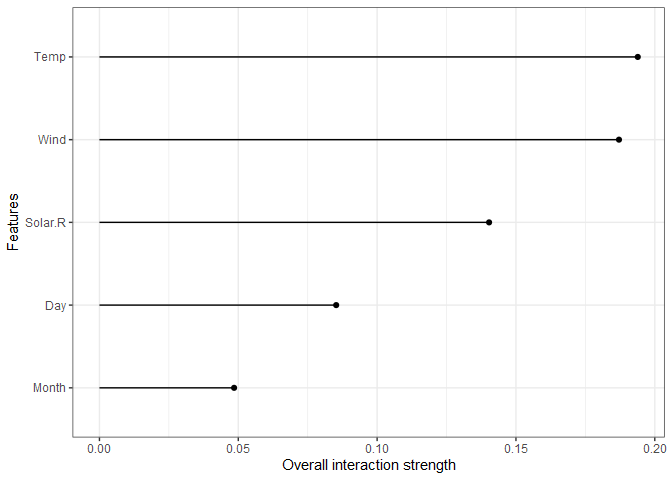 Features
Temp
Wind
Solar.R
Day
Month
0.00 0.05 0.10 0.15 0.20
Overall interaction strength